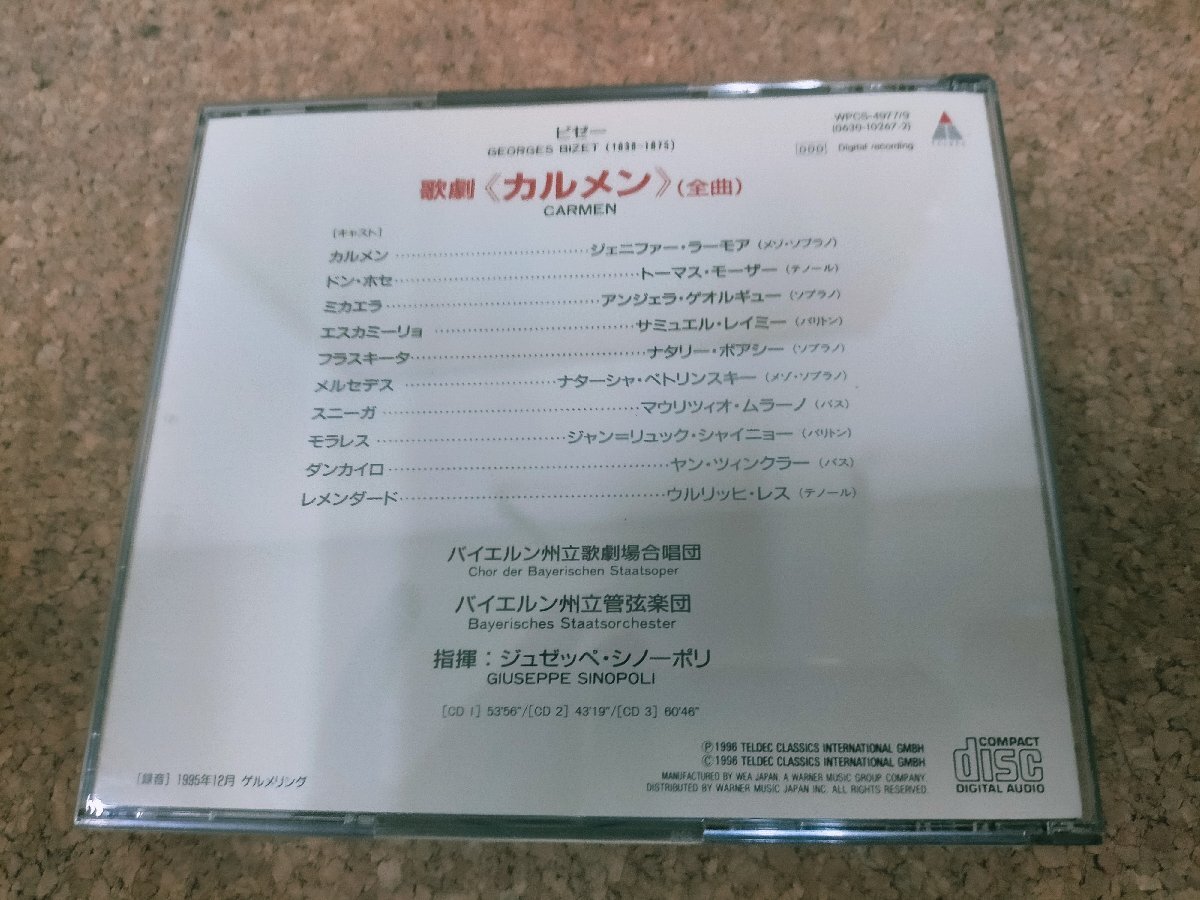 ビゼー
GEORGES BIZET (1838-1875)
WPCS-4977/9
(0630-10267-2)
DDD Digital recording
TELDEC
歌劇《カルメン》(全曲)
CARMEN
[キャスト]
カルメン……………………ジェニファー・ラーモア (メゾ・ソプラノ)
ドン・ホセ……………………トーマス・モーザー (テノール)
ミカエラ……………………アンジェラ・ゲオルギュー (ソプラノ)
エスカミーリョ……………………サミュエル・レイミー (バリトン)
フラスキータ……………………ナタリー・ボアシー (ソプラノ)
メルセデス……………………ナターシャ・ペトリンスキー (メゾ・ソプラノ)
スニーガ……………………マウリツィオ・ムラーノ (バス)
モラレス……………………ジャン=リュック・シャイニョー (バリトン)
ダンカイロ……………………ヤン・ツィンクラー (バス)
レメンダード……………………ウルリッヒ・レス (テノール)
バイエルン州立歌劇場合唱団
Chor der Bayerischen Staatsoper
バイエルン州立管弦楽団
Bayerisches Staatsorchester
指揮：ジュゼッペ・シノーポリ
GIUSEPPE SINOPOLI
[CD 1] 53'56"/[CD 2] 43'19"/[CD 3] 60'46"
[録音] 1995年12月 ゲルメリング
Ⓟ 1996 TELDEC CLASSICS INTERNATIONAL GMBH
© 1996 TELDEC CLASSICS INTERNATIONAL GMBH
MANUFACTURED BY WEA JAPAN. A WARNER MUSIC GROUP COMPANY.
DISTRIBUTED BY WARNER MUSIC JAPAN INC. ALL RIGHTS RESERVED.
COMPACT
disc
DIGITAL AUDIO